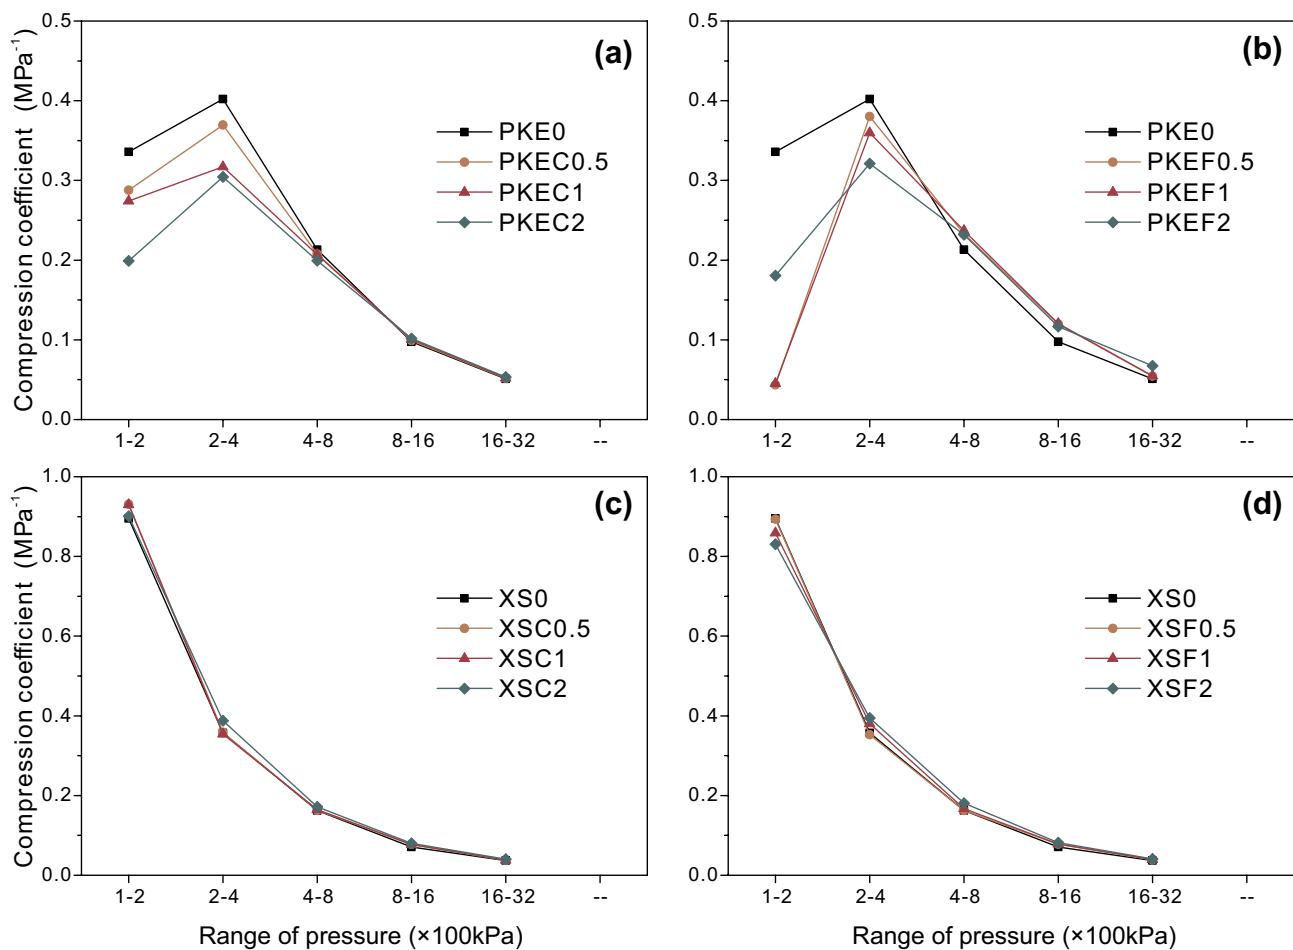 0.5
0.4
0.3
0.2
0.1
0.0
Compression coefficient (MPa⁻¹)
(a)
PKE0
PKEC0.5
PKEC1
PKEC2
1-2 2-4 4-8 8-16 16-32 --
(b)
PKE0
PKEF0.5
PKEF1
PKEF2
0.5
0.4
0.3
0.2
0.1
0.0
1-2 2-4 4-8 8-16 16-32 --
1.0
0.8
0.6
0.4
0.2
0.0
Compression coefficient (MPa⁻¹)
(c)
XS0
XSC0.5
XSC1
XSC2
1-2 2-4 4-8 8-16 16-32 --
Range of pressure (×100kPa)
1.0
0.8
0.6
0.4
0.2
0.0
(d)
XS0
XSF0.5
XSF1
XSF2
1-2 2-4 4-8 8-16 16-32 --
Range of pressure (×100kPa)